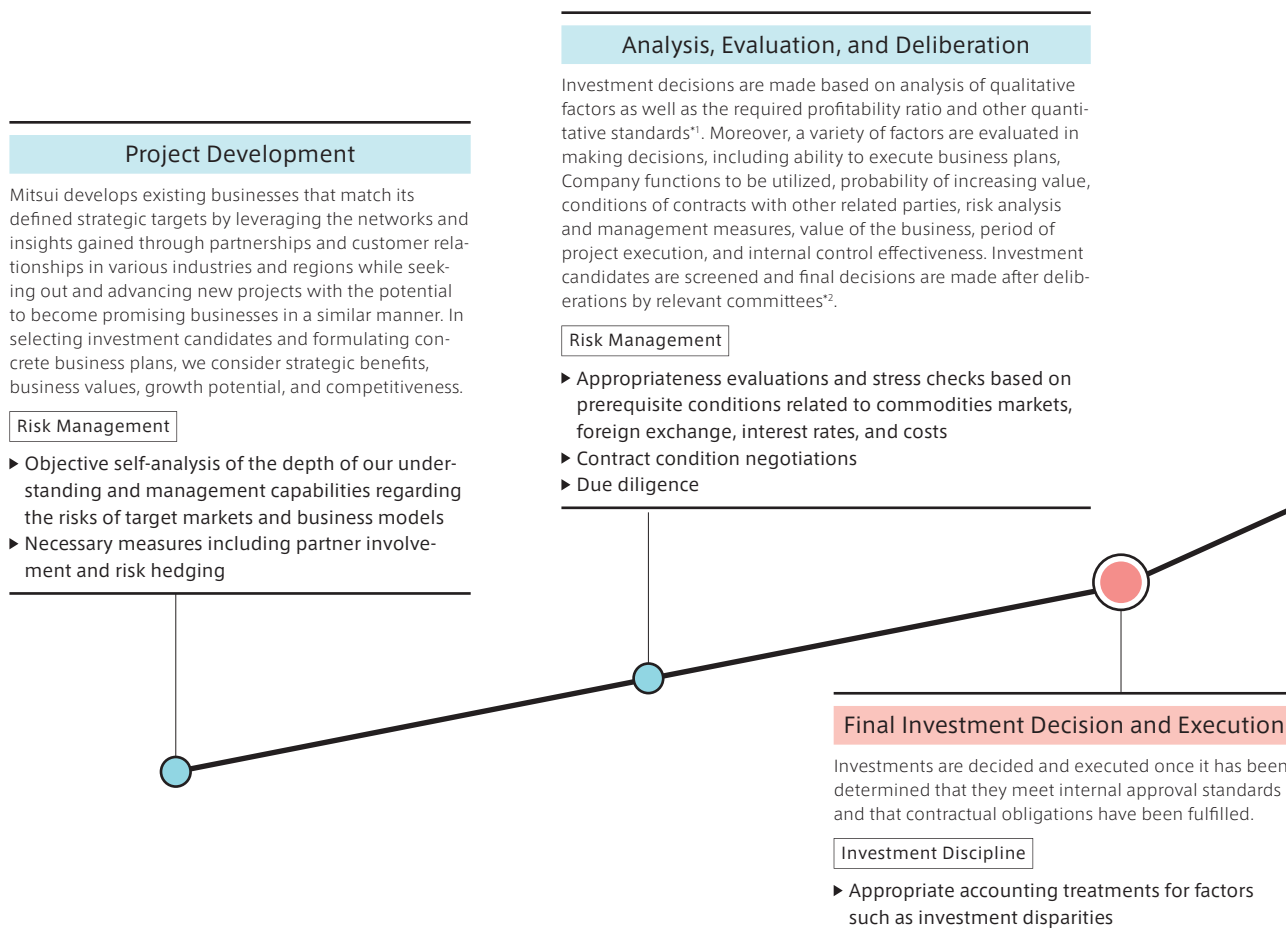 Project Development
Mitsui develops existing businesses that match its
defined strategic targets by leveraging the networks and
insights gained through partnerships and customer rela-
tionships in various industries and regions while seek-
ing out and advancing new projects with the potential
to become promising businesses in a similar manner. In
selecting investment candidates and formulating con-
crete business plans, we consider strategic benefits,
business values, growth potential, and competitiveness.
Risk Management
▶ Objective self-analysis of the depth of our under-
standing and management capabilities regarding
the risks of target markets and business models
▶ Necessary measures including partner involve-
ment and risk hedging
Analysis, Evaluation, and Deliberation
Investment decisions are made based on analysis of qualitative
factors as well as the required profitability ratio and other quanti-
tative standards*1. Moreover, a variety of factors are evaluated in
making decisions, including ability to execute business plans,
Company functions to be utilized, probability of increasing value,
conditions of contracts with other related parties, risk analysis
and management measures, value of the business, period of
project execution, and internal control effectiveness. Investment
candidates are screened and final decisions are made after delib-
erations by relevant committees*2.
Risk Management
▶ Appropriateness evaluations and stress checks based on
prerequisite conditions related to commodities markets,
foreign exchange, interest rates, and costs
▶ Contract condition negotiations
▶ Due diligence
Final Investment Decision and Execution
Investments are decided and executed once it has been
determined that they meet internal approval standards
and that contractual obligations have been fulfilled.
Investment Discipline
▶ Appropriate accounting treatments for factors
such as investment disparities